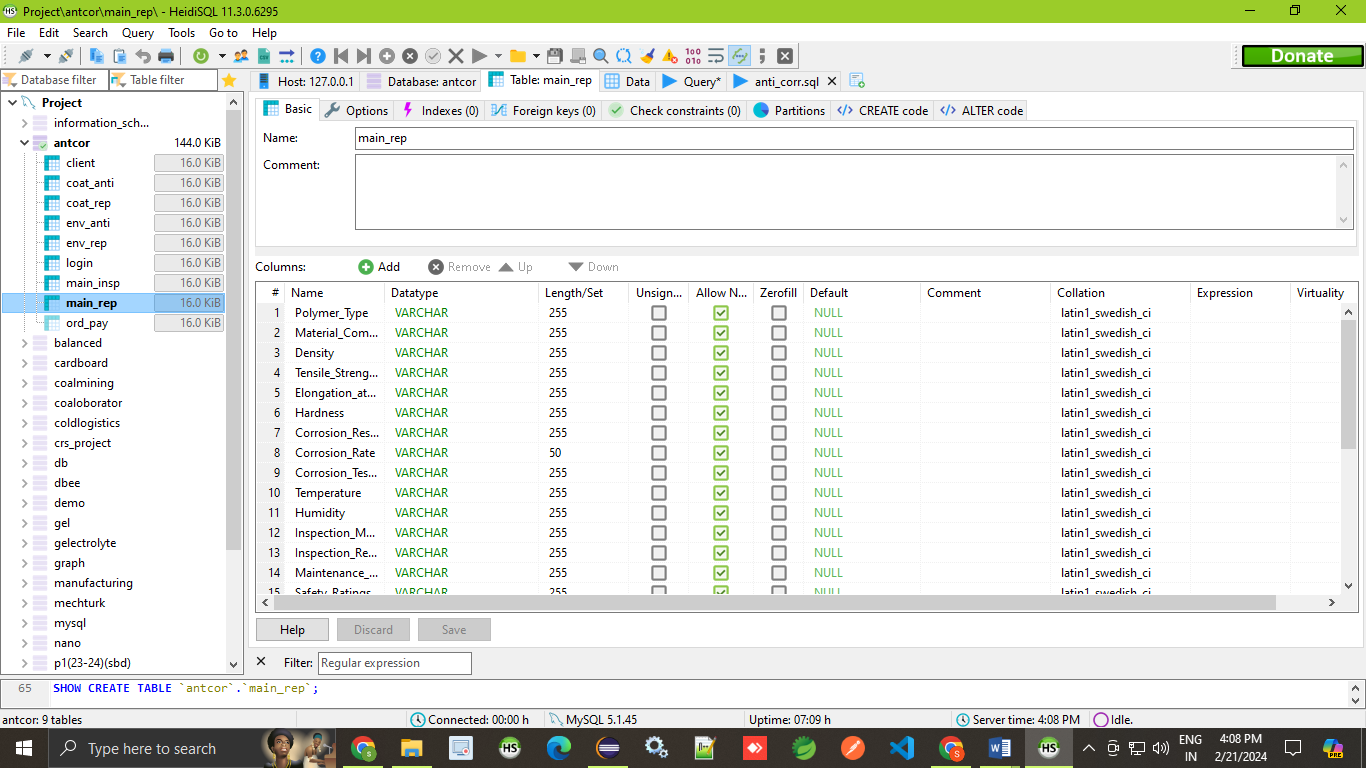 Project\antcor\main_rep\ - HeidiSQL 11.3.0.6295
File Edit Search Query Tools Go to Help
Donate
Database filter Table filter
Host: 127.0.0.1 Database: antcor Table: main_rep Data Query* anti_corr.sql
Project
information_sch...
antcor 144.0 KiB
client 16.0 KiB
coat_anti 16.0 KiB
coat_rep 16.0 KiB
env_anti 16.0 KiB
env_rep 16.0 KiB
login 16.0 KiB
main_insp 16.0 KiB
main_rep 16.0 KiB
ord_pay 16.0 KiB
balanced
cardboard
coalmining
coaloborator
coldlogistics
crs_project
db
dbee
demo
gel
gelectrolyte
graph
manufacturing
mechturk
mysql
nano
p1(23-24)(sbd)
Basic Options Indexes (0) Foreign keys (0) Check constraints (0) Partitions CREATE code ALTER code
Name: main_rep
Comment:
Columns: Add Remove Up Down
# Name Datatype Length/Set Unsign... Allow N... Zerofill Default Comment Collation Expression Virtuality
1 Polymer_Type VARCHAR 255 NULL latin1_swedish_ci
2 Material_Com... VARCHAR 255 NULL latin1_swedish_ci
3 Density VARCHAR 255 NULL latin1_swedish_ci
4 Tensile_Streng... VARCHAR 255 NULL latin1_swedish_ci
5 Elongation_at... VARCHAR 255 NULL latin1_swedish_ci
6 Hardness VARCHAR 255 NULL latin1_swedish_ci
7 Corrosion_Res... VARCHAR 255 NULL latin1_swedish_ci
8 Corrosion_Rate VARCHAR 50 NULL latin1_swedish_ci
9 Corrosion_Tes... VARCHAR 255 NULL latin1_swedish_ci
10 Temperature VARCHAR 255 NULL latin1_swedish_ci
11 Humidity VARCHAR 255 NULL latin1_swedish_ci
12 Inspection_M... VARCHAR 255 NULL latin1_swedish_ci
13 Inspection_Re... VARCHAR 255 NULL latin1_swedish_ci
14 Maintenance_... VARCHAR 255 NULL latin1_swedish_ci
15 Safety_Ratings VARCHAR 255 NULL latin1_swedish_ci
Help Discard Save
Filter: Regular expression
65 SHOW CREATE TABLE `antcor`.`main_rep`;
antcor: 9 tables Connected: 00:00 h MySQL 5.1.45 Uptime: 07:09 h Server time: 4:08 PM Idle.
Type here to search
ENG
IN
4:08 PM
2/21/2024